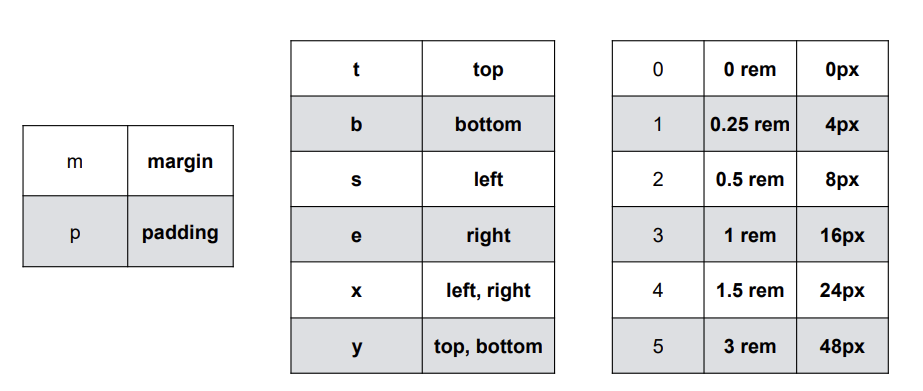 m margin
p padding
t top
b bottom
s left
e right
x left, right
y top, bottom
0 0 rem 0px
1 0.25 rem 4px
2 0.5 rem 8px
3 1 rem 16px
4 1.5 rem 24px
5 3 rem 48px